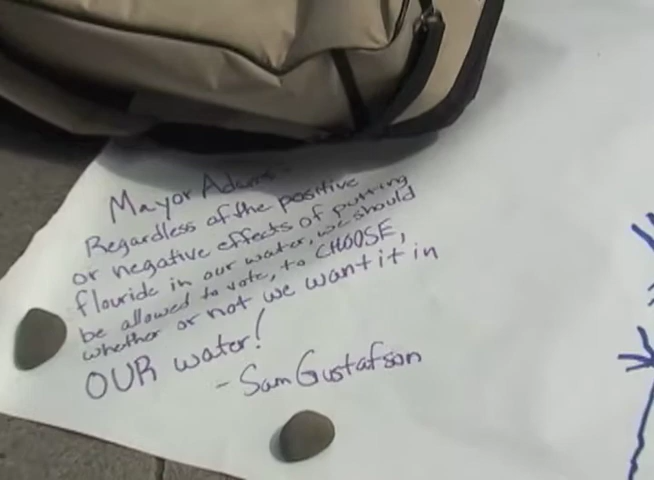 Mayor Adams
Regardless of the positive
or negative effects of putting
flouride in our water, we should
be allowed to vote, to CHOOSE,
whether or not we want it in
OUR water!
- Sam Gustafson